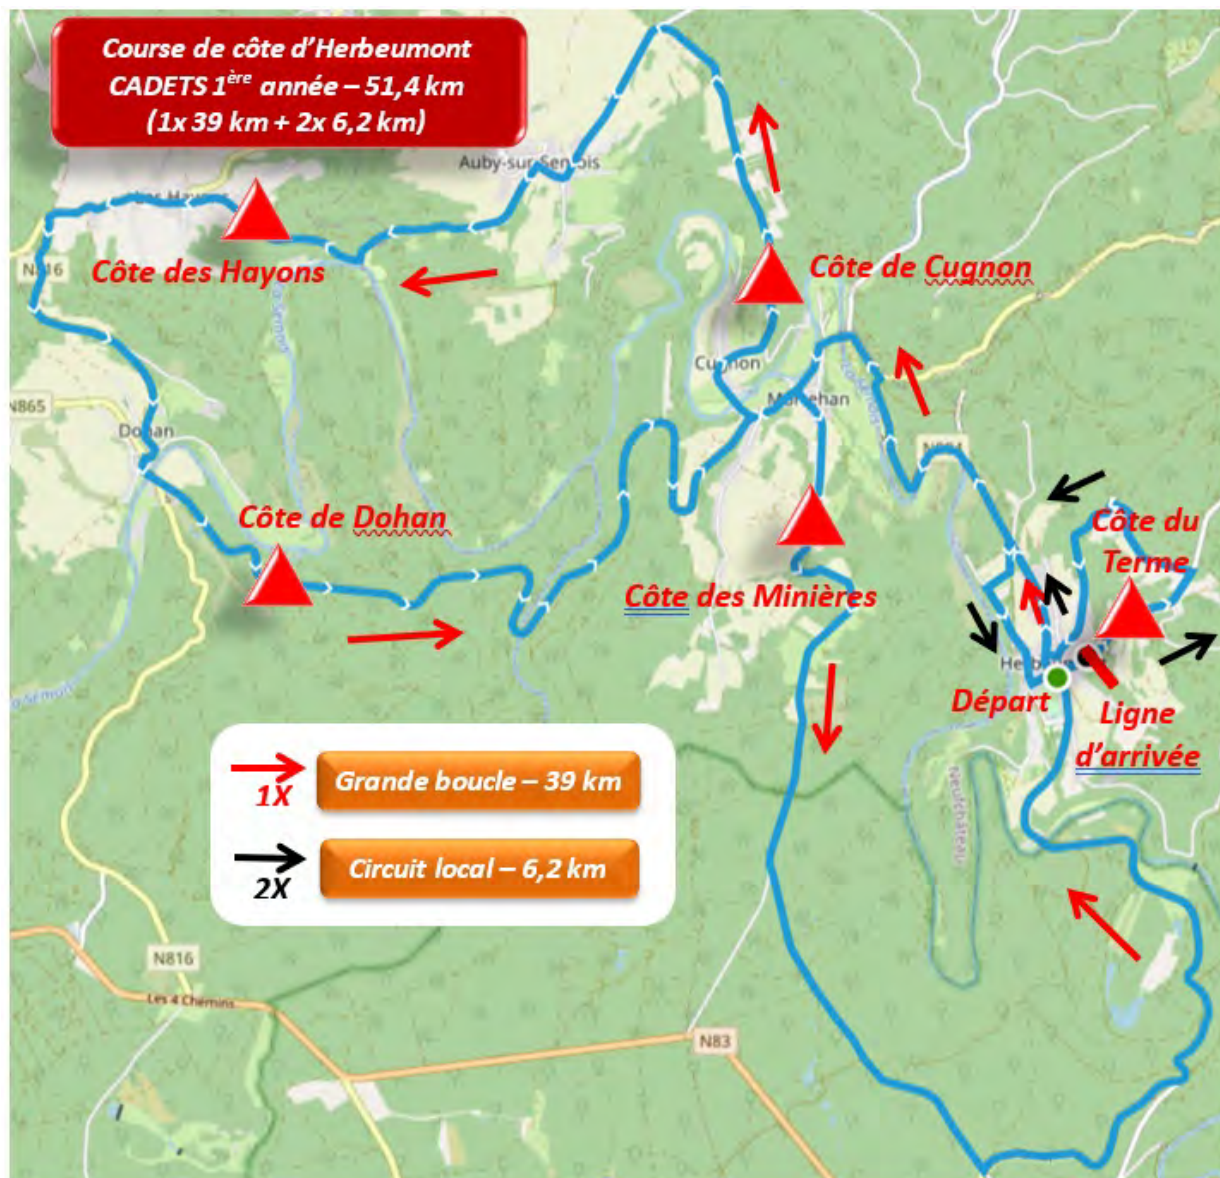 Course de côte d'Herbeumont
CADETS 1ère année – 51,4 km
(1x 39 km + 2x 6,2 km)
Auby-sur-Semois
Côte des Hayons
Côte de Cugnon
Cugnon
N865
Dohan
Côte de Dohan
Côte du
Terme
Côte des Minières
Départ
Ligne
d'arrivée
Neufchâteau
1X
Grande boucle – 39 km
2X
Circuit local – 6,2 km
N816
Les 4 Chemins
N83